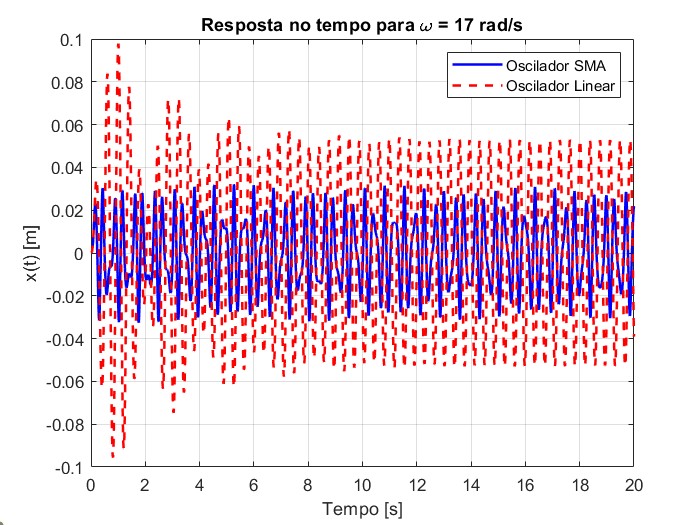 Resposta no tempo para ω = 17 rad/s
Oscilador SMA
Oscilador Linear
x(t) [m]
0.1
0.08
0.06
0.04
0.02
0
-0.02
-0.04
-0.06
-0.08
-0.1
0 2 4 6 8 10 12 14 16 18 20
Tempo [s]